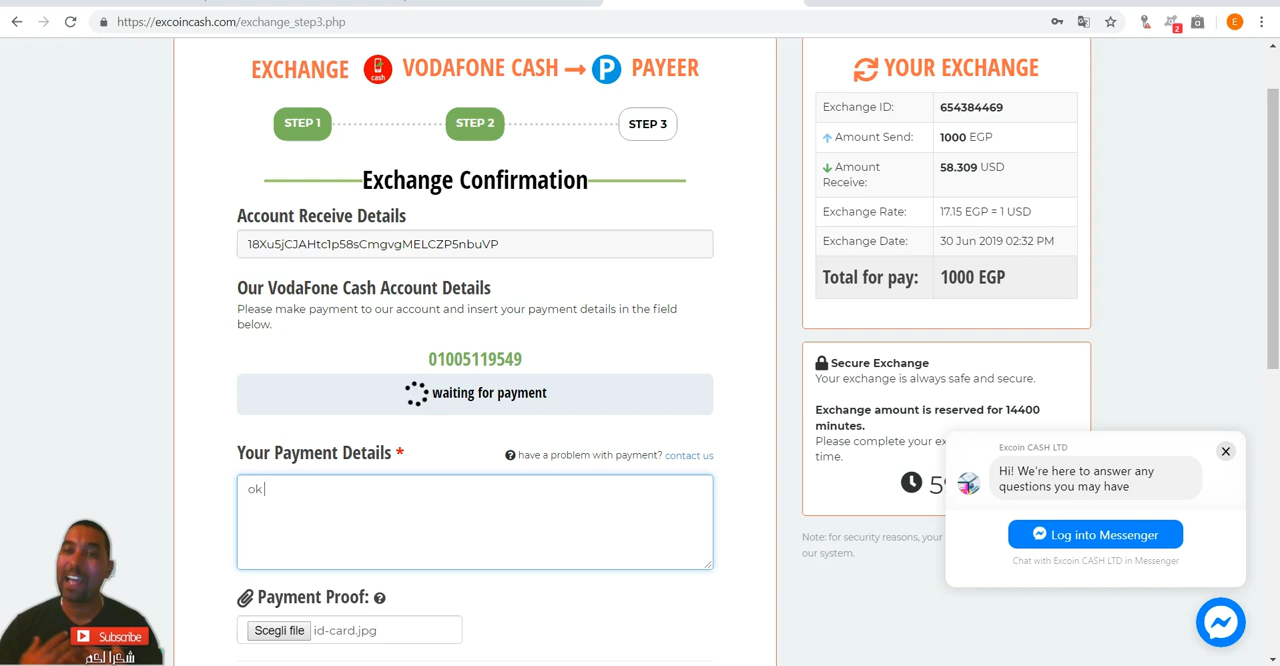 https://excoincash.com/exchange_step3.php
2
E
EXCHANGE cash VODAFONE CASH → P PAYEER
STEP 1
STEP 2
STEP 3
Exchange Confirmation
Account Receive Details
18Xu5jCJAHtc1p58sCmgvgMELCZP5nbuVP
Our VodaFone Cash Account Details
Please make payment to our account and insert your payment details in the field
below.
01005119549
waiting for payment
Your Payment Details *
have a problem with payment? contact us
ok
Payment Proof:
Scegli file id-card.jpg
YOUR EXCHANGE
Exchange ID: 654384469
Amount Send: 1000 EGP
Amount
Receive: 58.309 USD
Exchange Rate: 17.15 EGP = 1 USD
Exchange Date: 30 Jun 2019 02:32 PM
Total for pay: 1000 EGP
Secure Exchange
Your exchange is always safe and secure.
Exchange amount is reserved for 14400
minutes.
Please complete your
time.
Note: for security reasons, your
our system.
Excoin CASH LTD
Hi! We're here to answer any
questions you may have
Log into Messenger
Chat with Excoin CASH LTD in Messenger
Subscribe
شكرا لكم